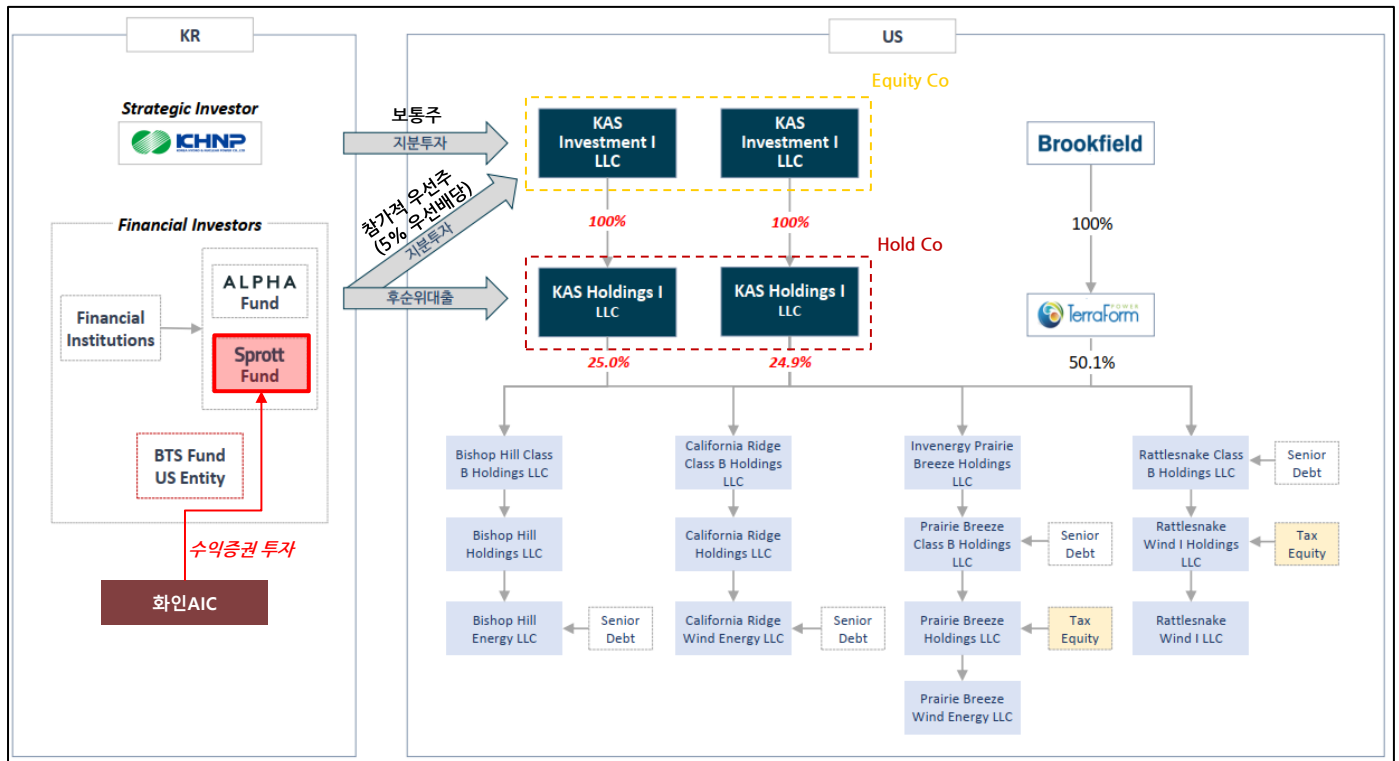 KR
US
Strategic Investor
KHNP
KOREA HYDRO & NUCLEAR POWER CO., LTD
Financial Investors
ALPHA
Fund
Financial
Institutions
Sprott
Fund
BTS Fund
US Entity
수익증권 투자
화인AIC
보통주
지분투자
참가적 우선주
(5% 우선배당)
지분투자
후순위대출
Equity Co
KAS
Investment I
LLC
KAS
Investment I
LLC
100%
100%
Hold Co
KAS Holdings I
LLC
KAS Holdings I
LLC
25.0%
24.9%
Brookfield
100%
TerraForm
POWER
50.1%
Bishop Hill Class
B Holdings LLC
Bishop Hill
Holdings LLC
Bishop Hill
Energy LLC
Senior
Debt
California Ridge
Class B Holdings
LLC
California Ridge
Holdings LLC
California Ridge
Wind Energy LLC
Senior
Debt
Invenergy Prairie
Breeze Holdings
LLC
Prairie Breeze
Class B Holdings
LLC
Senior
Debt
Prairie Breeze
Holdings LLC
Tax
Equity
Prairie Breeze
Wind Energy LLC
Rattlesnake Class
B Holdings LLC
Senior
Debt
Rattlesnake
Wind I Holdings
LLC
Tax
Equity
Rattlesnake
Wind I LLC